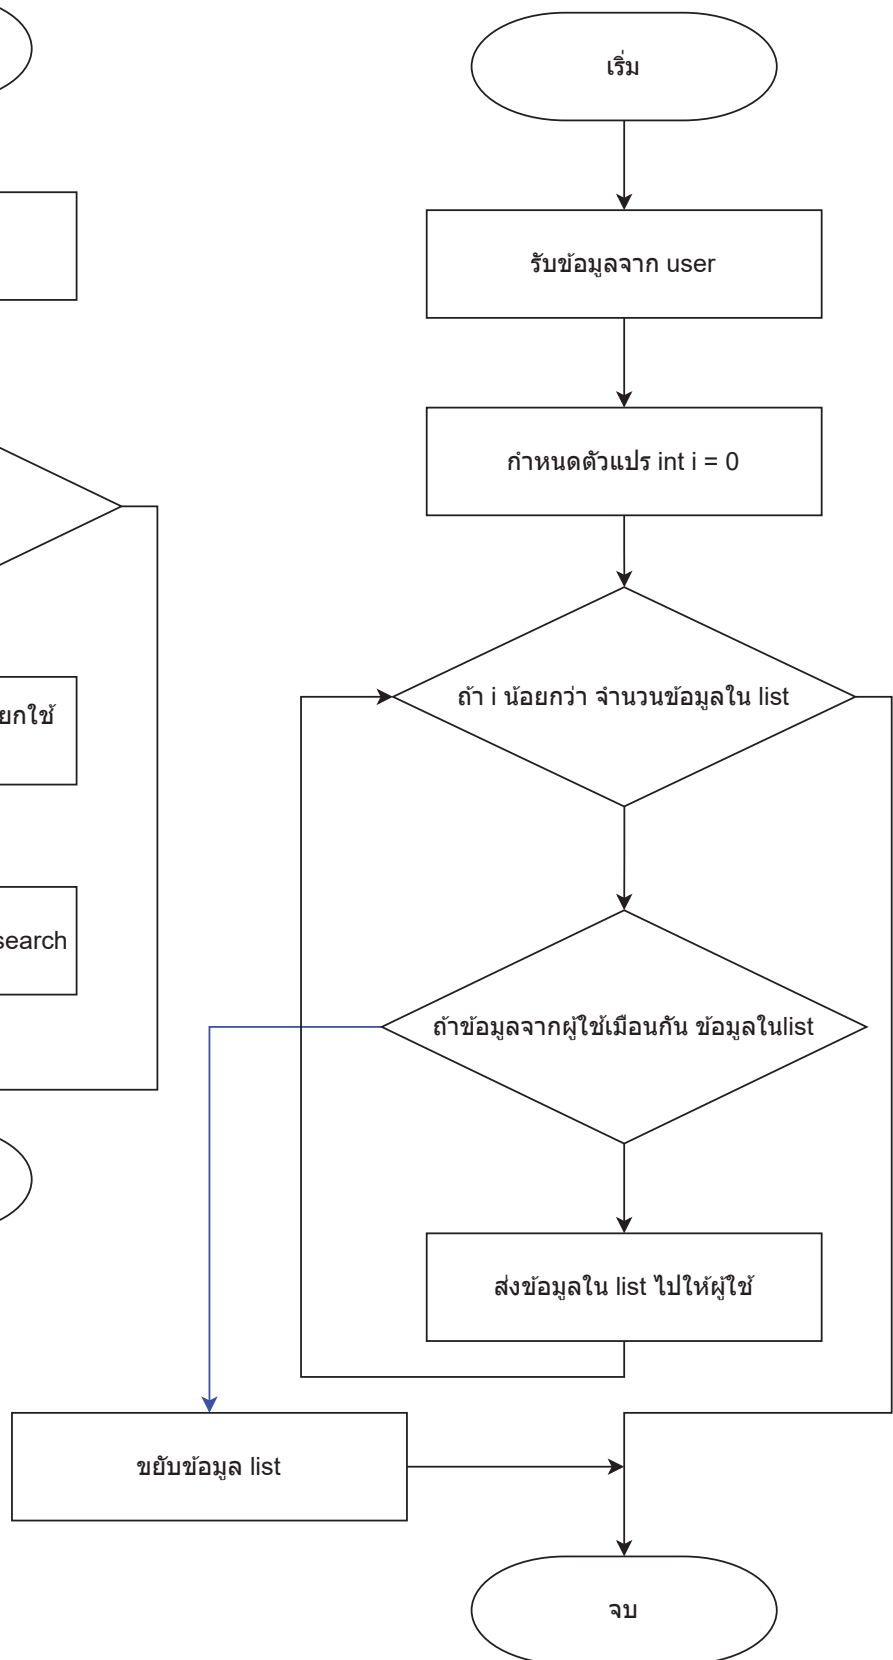 เริ่ม
รับข้อมูลจาก user
กำหนดตัวแปร int i = 0
ถ้า i น้อยกว่า จำนวนข้อมูลใน list
ยกใช้
search
ถ้าข้อมูลจากผู้ใช้เมือนกัน ข้อมูลในlist
ส่งข้อมูลใน list ไปให้ผู้ใช้
ขยับข้อมูล list
จบ